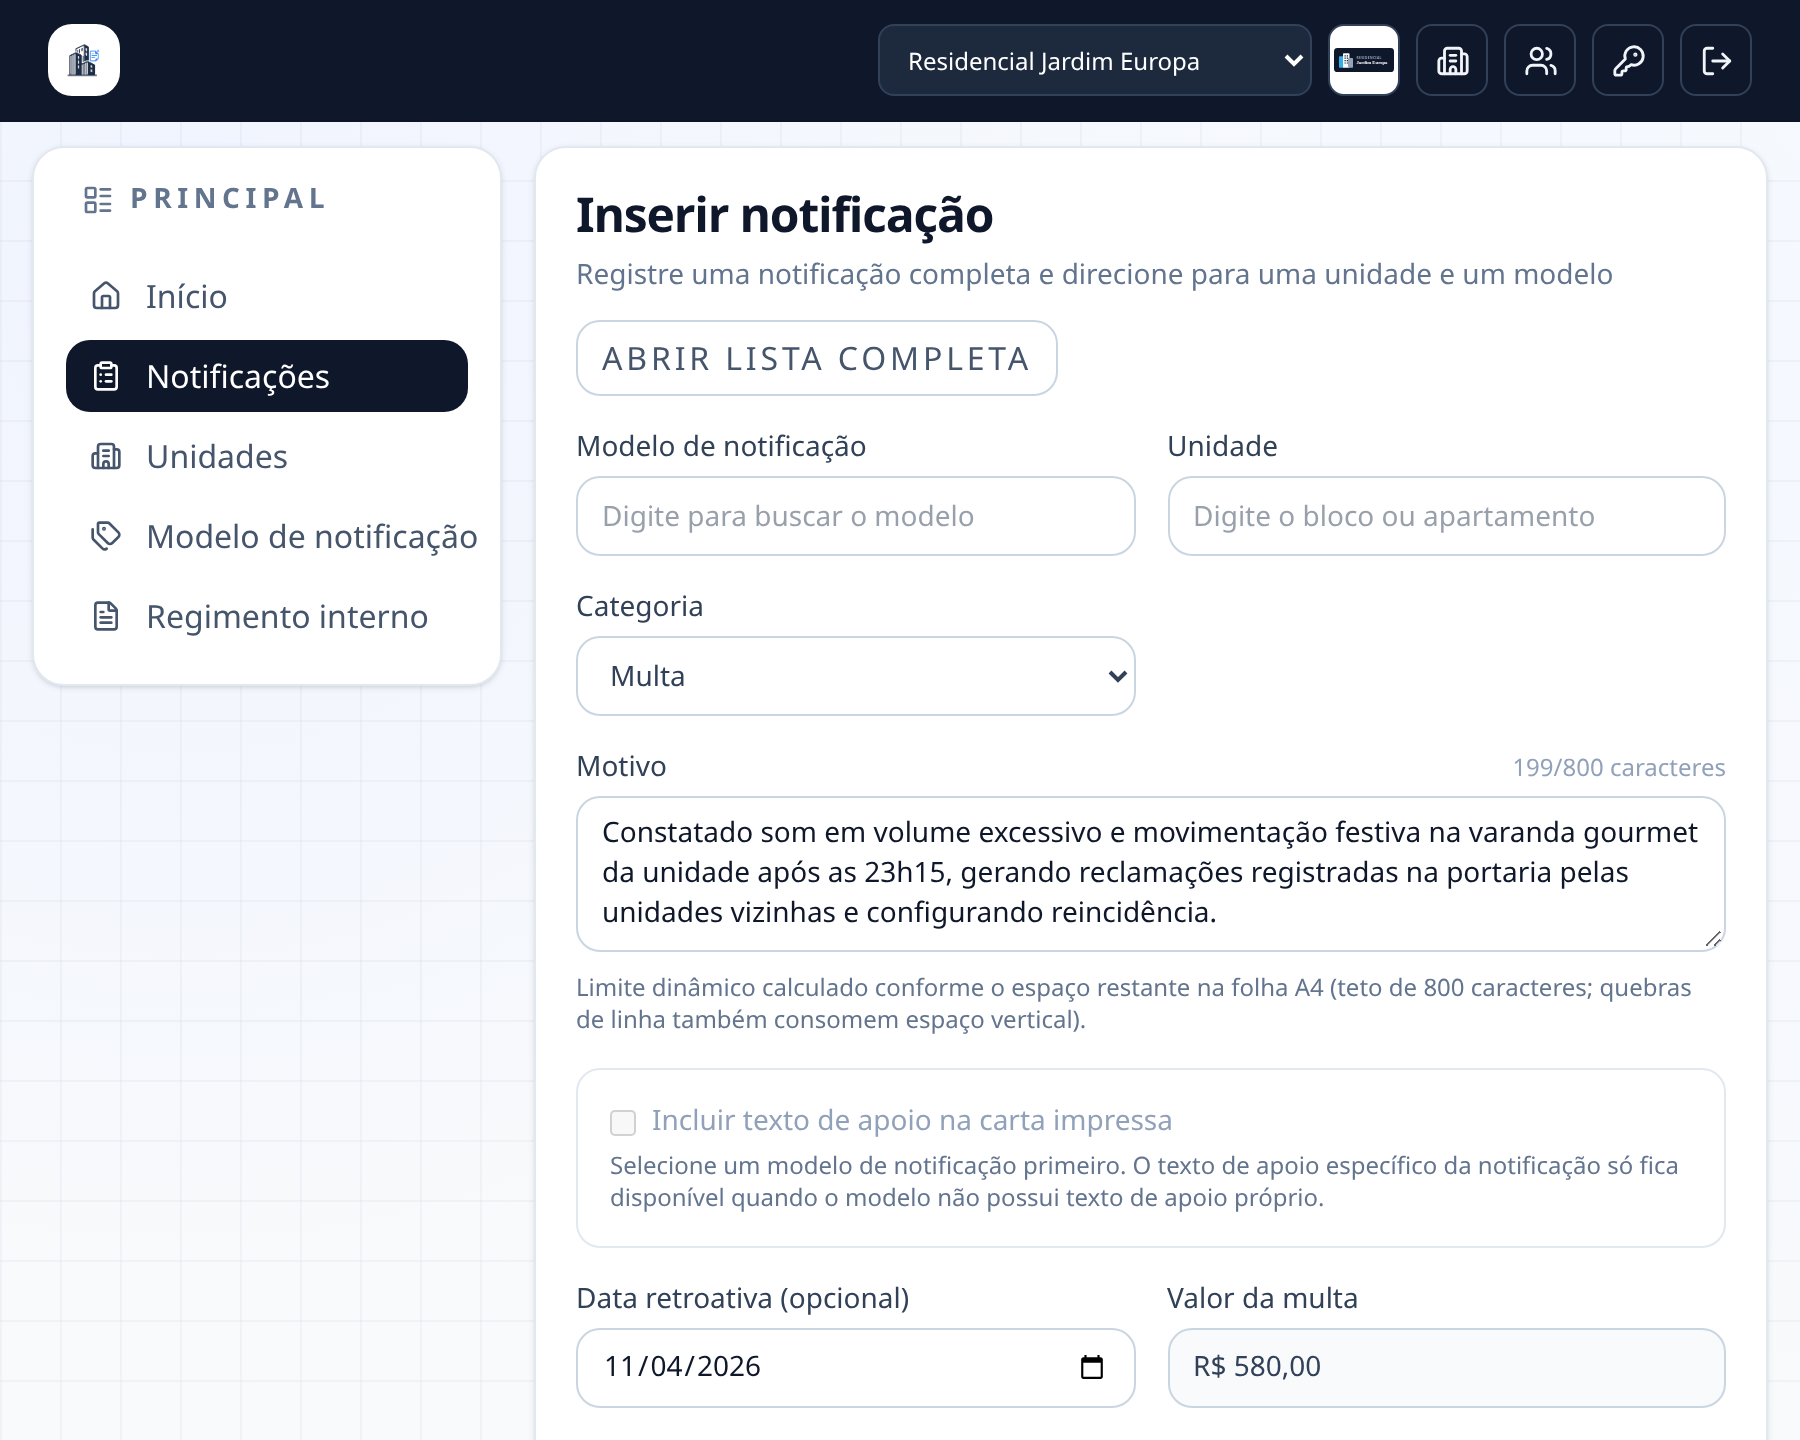 Residencial Jardim Europa
PRINCIPAL
Início
Notificações
Unidades
Modelo de notificação
Regimento interno
Inserir notificação
Registre uma notificação completa e direcione para uma unidade e um modelo
ABRIR LISTA COMPLETA
Modelo de notificação
Unidade
Digite para buscar o modelo
Digite o bloco ou apartamento
Categoria
Multa
Motivo
199/800 caracteres
Constatado som em volume excessivo e movimentação festiva na varanda gourmet
da unidade após as 23h15, gerando reclamações registradas na portaria pelas
unidades vizinhas e configurando reincidência.
Limite dinâmico calculado conforme o espaço restante na folha A4 (teto de 800 caracteres; quebras
de linha também consomem espaço vertical).
Incluir texto de apoio na carta impressa
Selecione um modelo de notificação primeiro. O texto de apoio específico da notificação só fica
disponível quando o modelo não possui texto de apoio próprio.
Data retroativa (opcional)
Valor da multa
11/04/2026
R$ 580,00